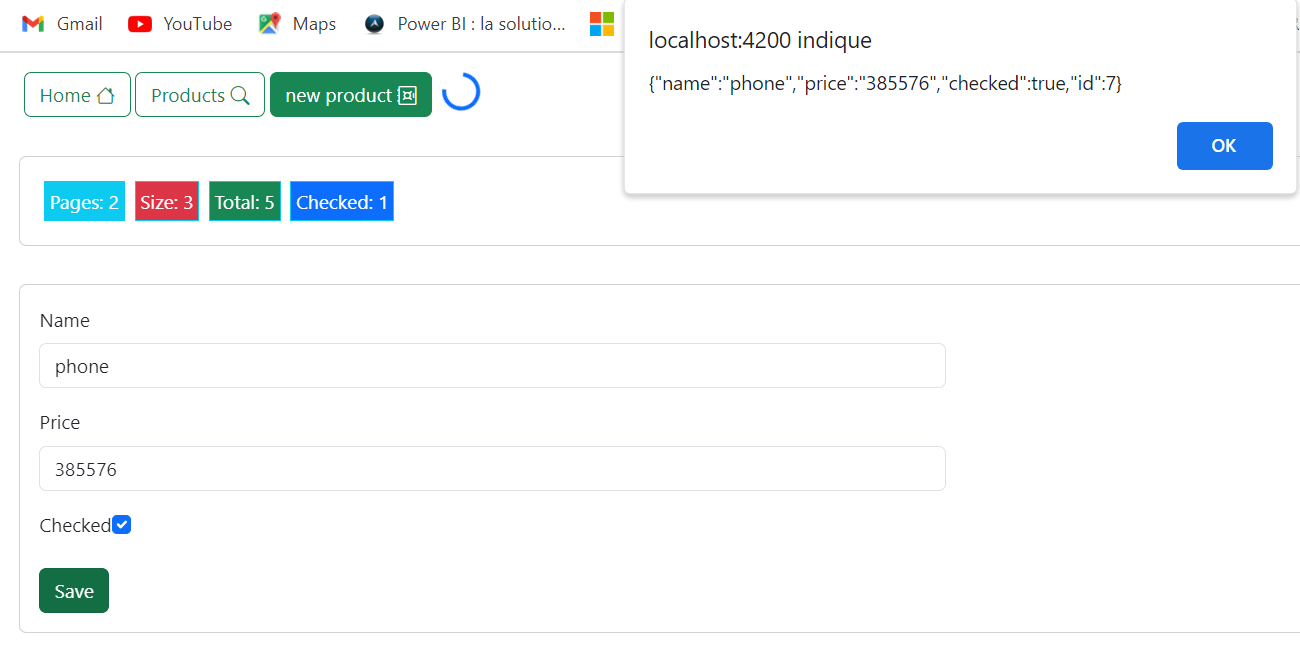 Gmail YouTube Maps Power BI : la solutio...
localhost:4200 indique
{"name":"phone","price":"385576","checked":true,"id":7}
OK
Home Products new product
Pages: 2 Size: 3 Total: 5 Checked: 1
Name
phone
Price
385576
Checked
Save